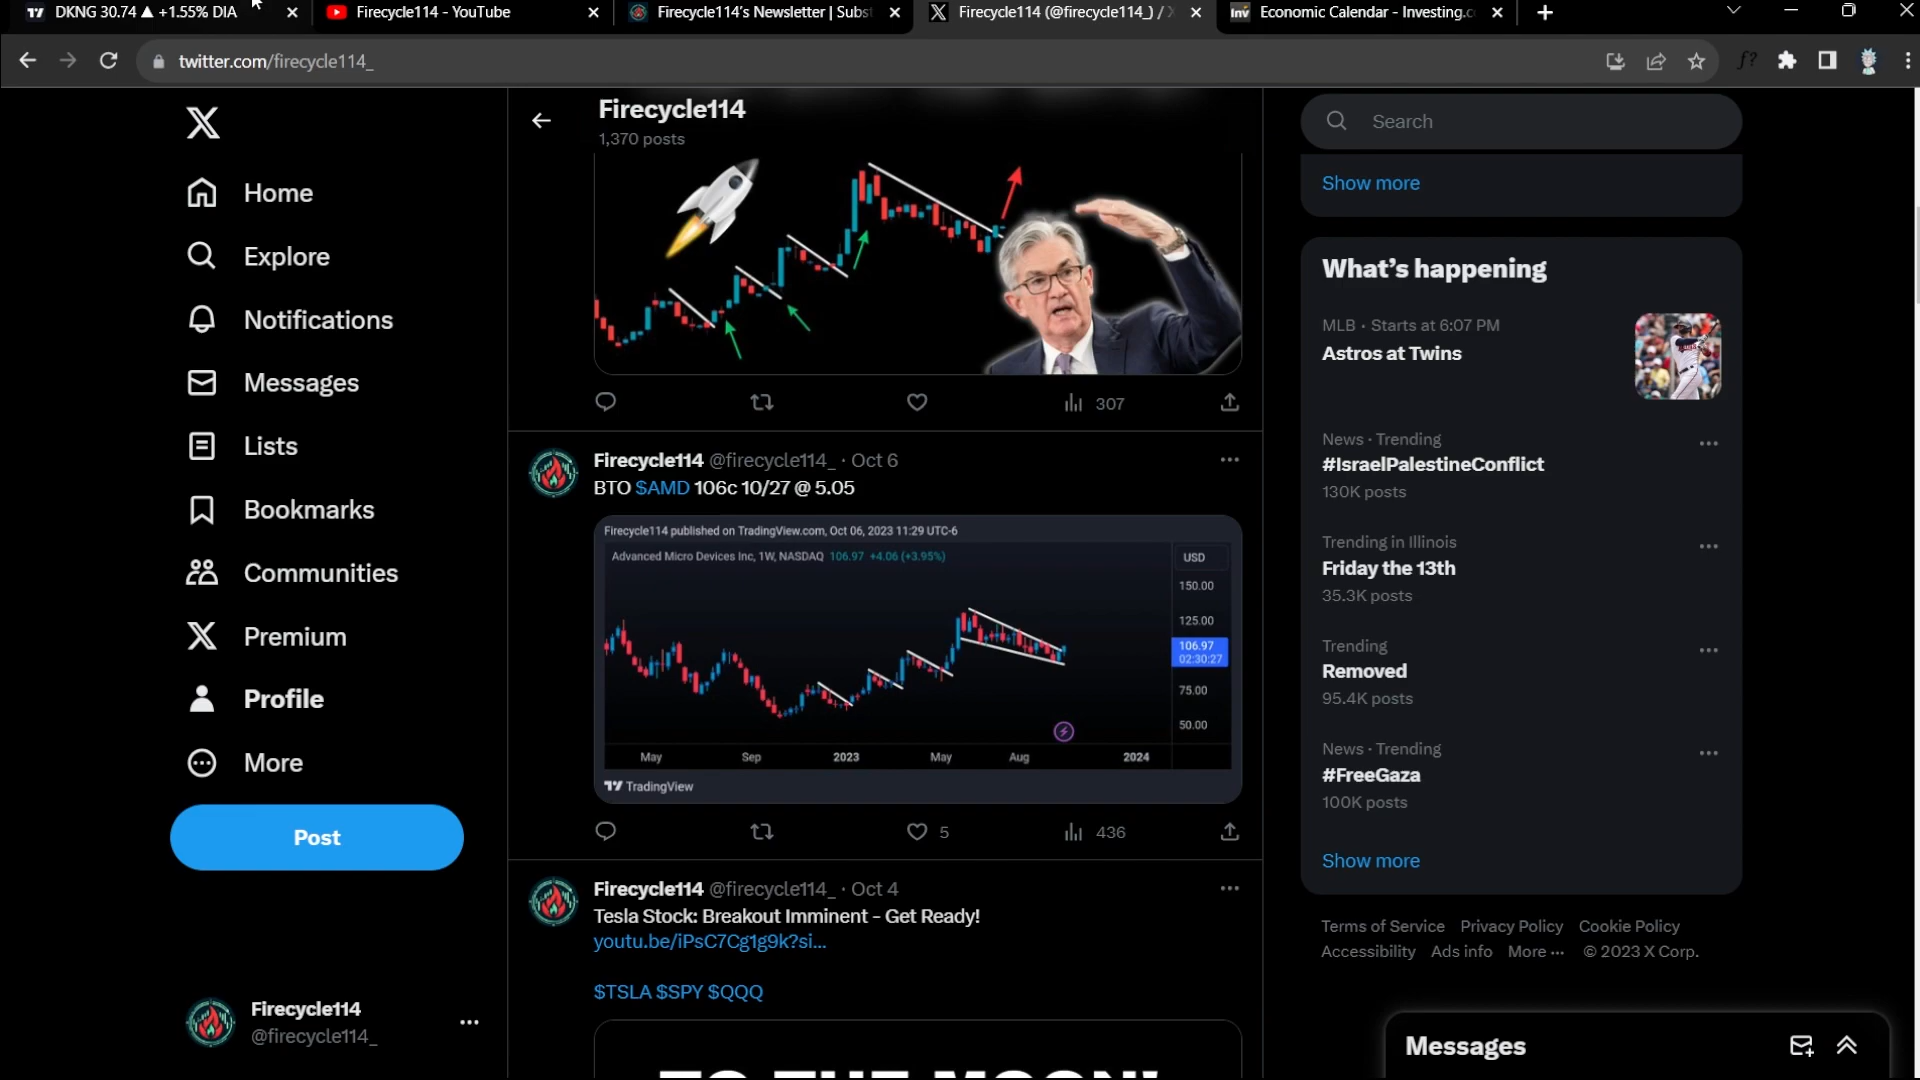 DKNG 30.74 ▲ +1.55% DIA
Firecycle114 - YouTube
Firecycle114's Newsletter | Subst
Firecycle114 (@firecycle114_) / X
Economic Calendar - Investing.c
twitter.com/firecycle114_
Home
Explore
Notifications
Messages
Lists
Bookmarks
Communities
Premium
Profile
More
Post
Firecycle114
@firecycle114_
Firecycle114
1,370 posts
307
Firecycle114 @firecycle114_ · Oct 6
BTO $AMD 106c 10/27 @ 5.05
Firecycle114 published on TradingView.com, Oct 06, 2023 11:29 UTC-6
Advanced Micro Devices Inc, 1W, NASDAQ 106.97 +4.06 (+3.95%)
USD
150.00
125.00
106.97
02:30:27
75.00
50.00
May Sep 2023 May Aug 2024
TradingView
5 436
Firecycle114 @firecycle114_ · Oct 4
Tesla Stock: Breakout Imminent - Get Ready!
youtu.be/iPsC7Cg1g9k?si...
$TSLA $SPY $QQQ
TO THE MOON!
Search
Show more
What's happening
MLB · Starts at 6:07 PM
Astros at Twins
News · Trending
#IsraelPalestineConflict
130K posts
Trending in Illinois
Friday the 13th
35.3K posts
Trending
Removed
95.4K posts
News · Trending
#FreeGaza
100K posts
Show more
Terms of Service Privacy Policy Cookie Policy
Accessibility Ads info More ··· © 2023 X Corp.
Messages